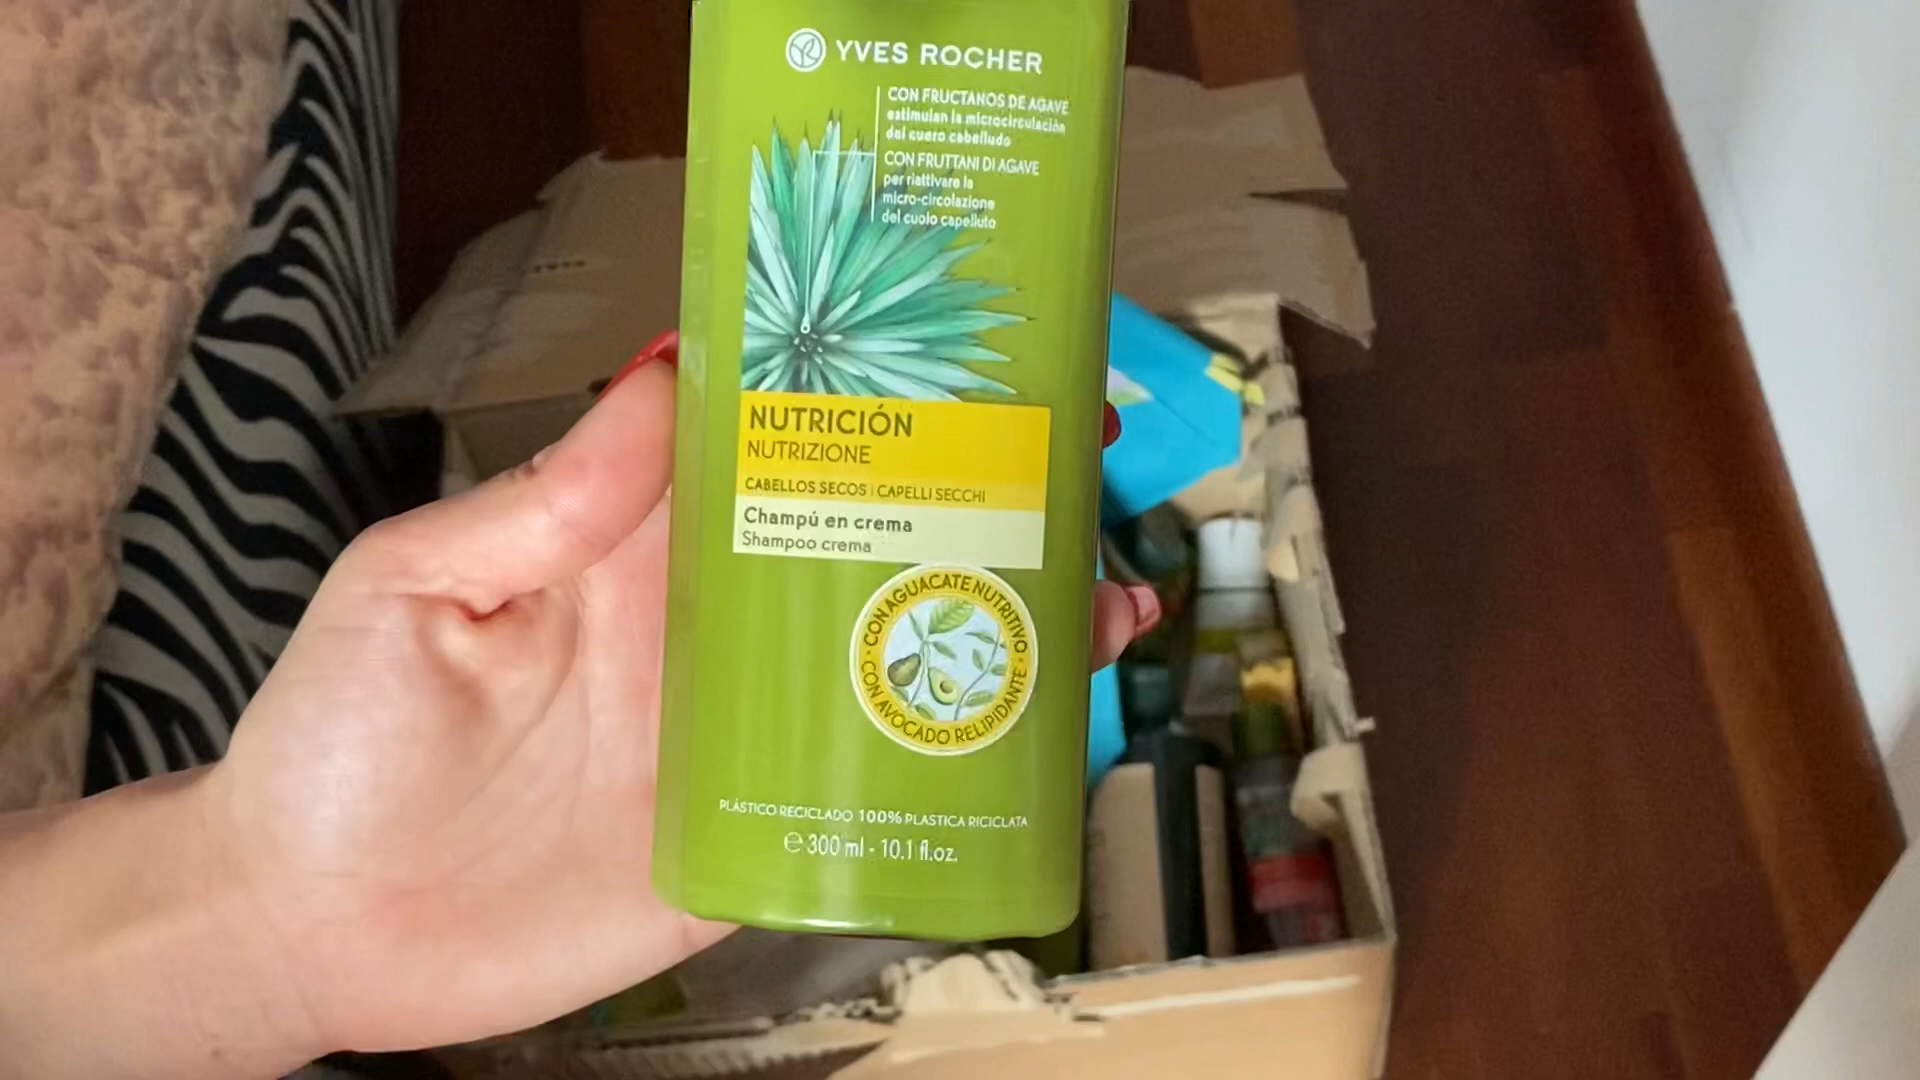 YVES ROCHER
CON FRUCTANOS DE AGAVE
estimulan la microcirculación
del cuero cabelludo
CON FRUTTANI DI AGAVE
per riattivare la
micro-circolazione
del cuoio capelluto
NUTRICIÓN
NUTRIZIONE
CABELLOS SECOS | CAPELLI SECCHI
Champú en crema
Shampoo crema
CON AGUACATE NUTRITIVO
CON AVOCADO RELIPIDANTE
PLÁSTICO RECICLADO 100% PLASTICA RICICLATA
℮ 300 ml - 10.1 fl.oz.